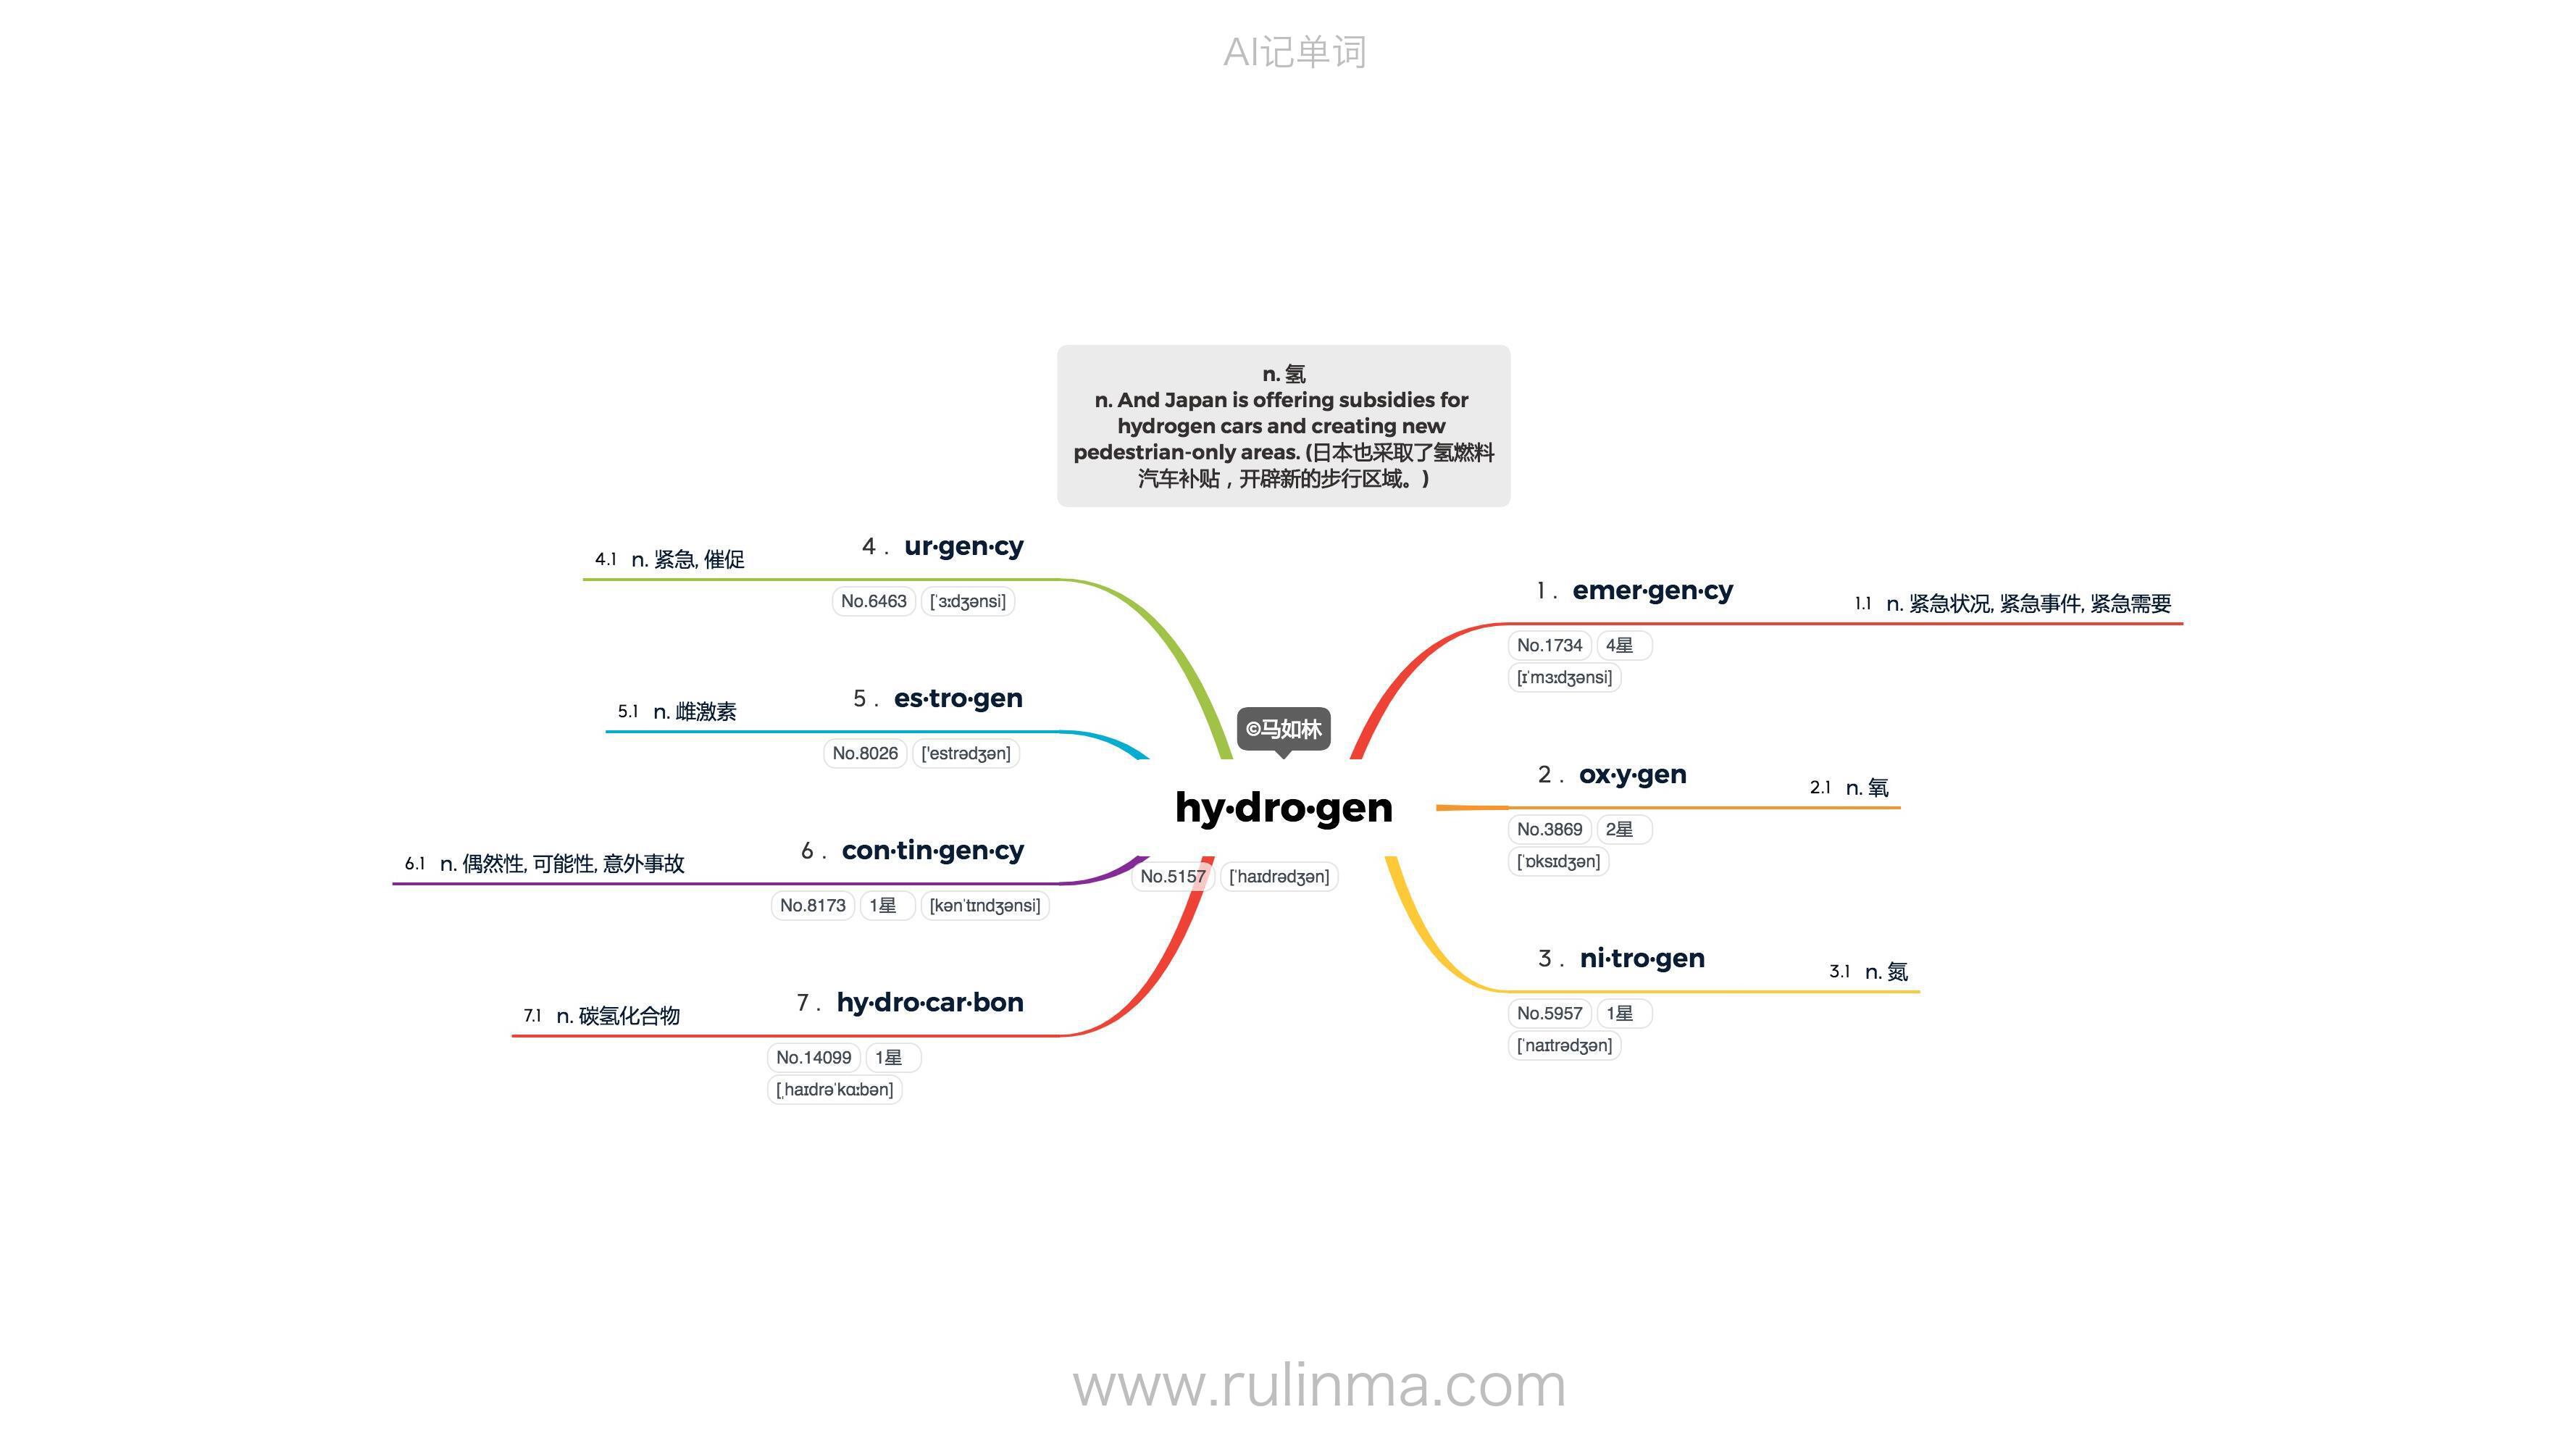 AI记单词
n. 氢
n. And Japan is offering subsidies for
hydrogen cars and creating new
pedestrian-only areas. (日本也采取了氢燃料
汽车补贴，开辟新的步行区域。)
©马如林
hy·dro·gen
No.5157 [ˈhaɪdrədʒən]
1 . emer·gen·cy
No.1734 4星
[ɪˈmɜːdʒənsi]
1.1 n. 紧急状况, 紧急事件, 紧急需要
2 . ox·y·gen
No.3869 2星
[ˈɒksɪdʒən]
2.1 n. 氧
3 . ni·tro·gen
No.5957 1星
[ˈnaɪtrədʒən]
3.1 n. 氮
4 . ur·gen·cy
No.6463 [ˈɜːdʒənsi]
4.1 n. 紧急, 催促
5 . es·tro·gen
No.8026 ['estrədʒən]
5.1 n. 雌激素
6 . con·tin·gen·cy
No.8173 1星 [kənˈtɪndʒənsi]
6.1 n. 偶然性, 可能性, 意外事故
7 . hy·dro·car·bon
No.14099 1星
[ˌhaɪdrəˈkɑːbən]
7.1 n. 碳氢化合物
www.rulinma.com